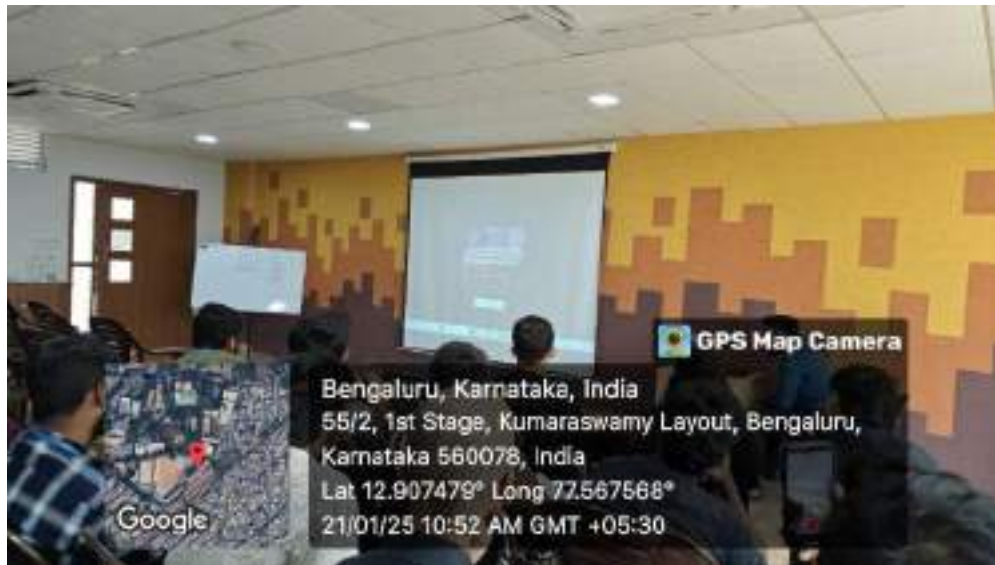 GPS Map Camera
Bengaluru, Karnataka, India
55/2, 1st Stage, Kumaraswamy Layout, Bengaluru,
Karnataka 560078, India
Lat 12.907479° Long 77.567568°
21/01/25 10:52 AM GMT +05:30
Google